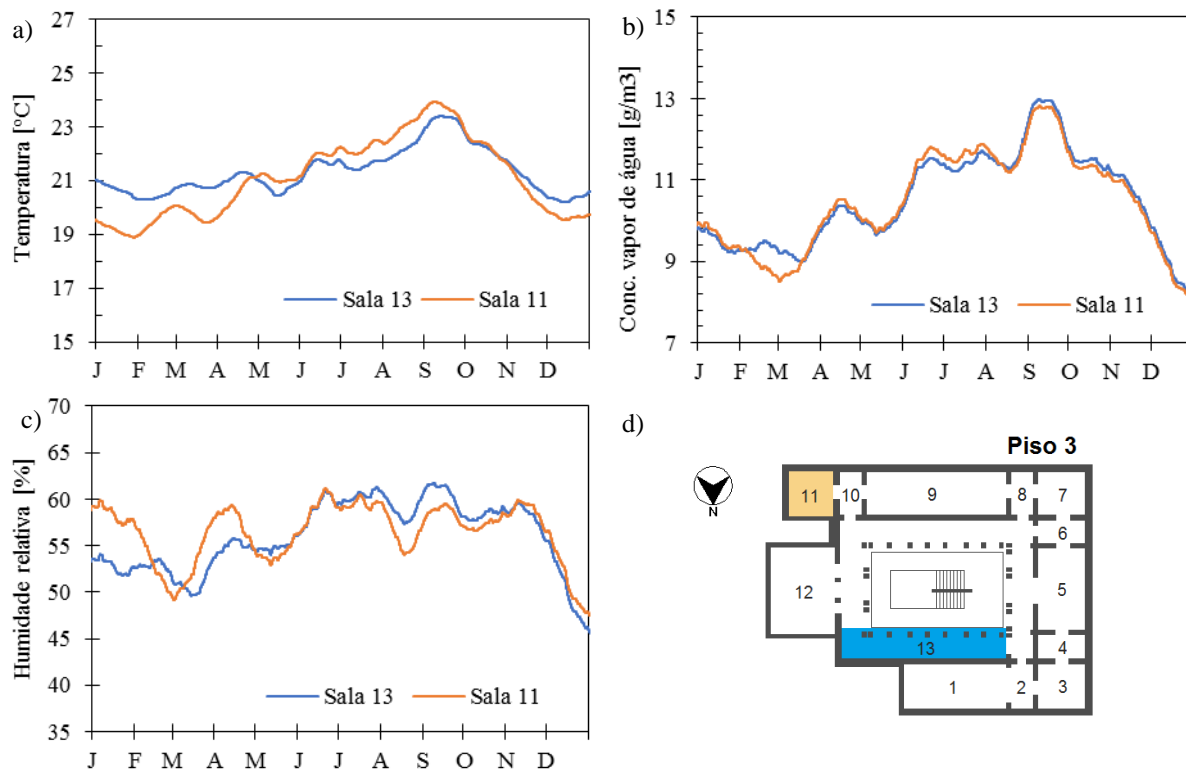 a)
Temperatura [ºC]
27
25
23
21
19
17
15
Sala 13 Sala 11
J F M A M J J A S O N D
b)
Conc. vapor de água [g/m3]
15
13
11
9
7
Sala 13 Sala 11
J F M A M J J A S O N D
c)
Humidade relativa [%]
70
65
60
55
50
45
40
35
Sala 13 Sala 11
J F M A M J J A S O N D
d)
Piso 3
N
11 10 9 8 7
6
12 5
13 4
1 2 3